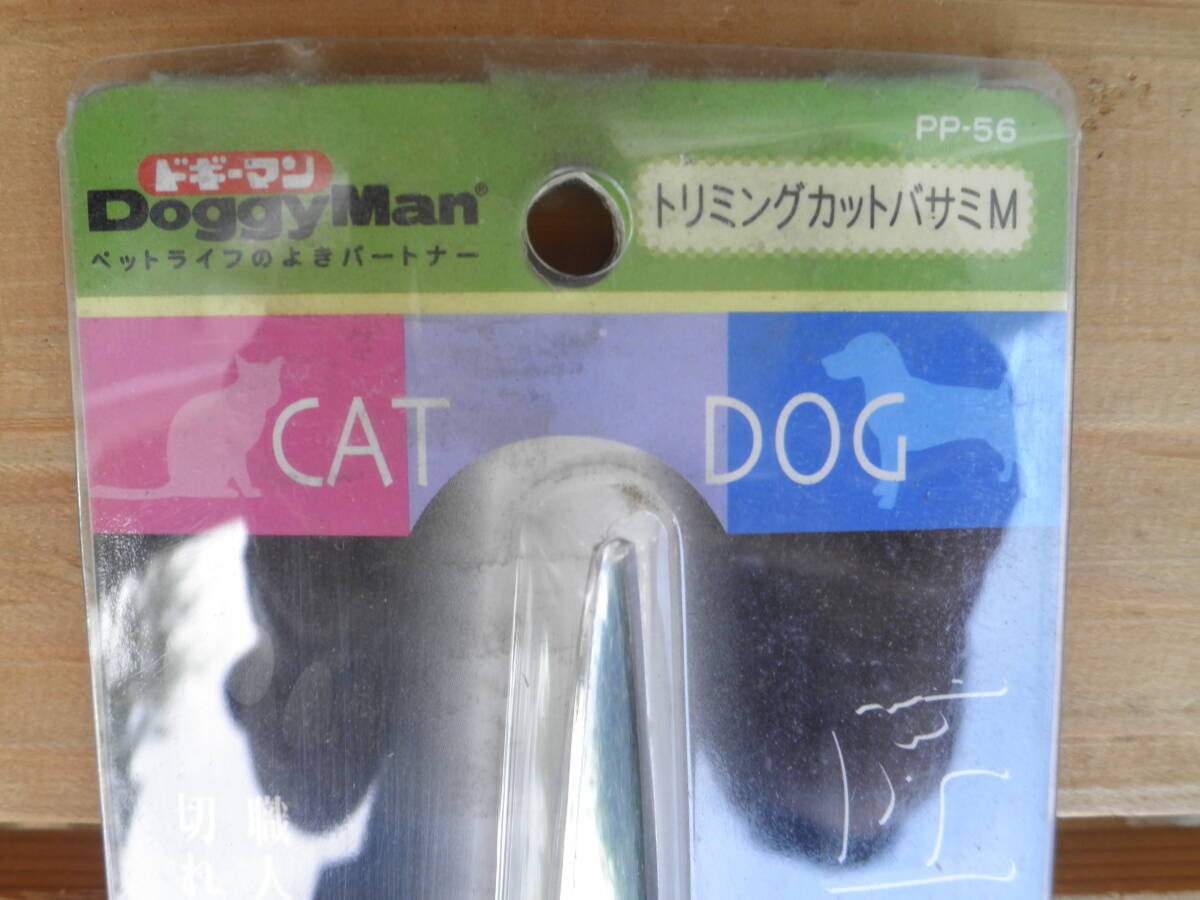 PP-56
ドギーマン
DoggyMan®
ペットライフのよきパートナー
トリミングカットバサミM
CAT
DOG
職人
切れ